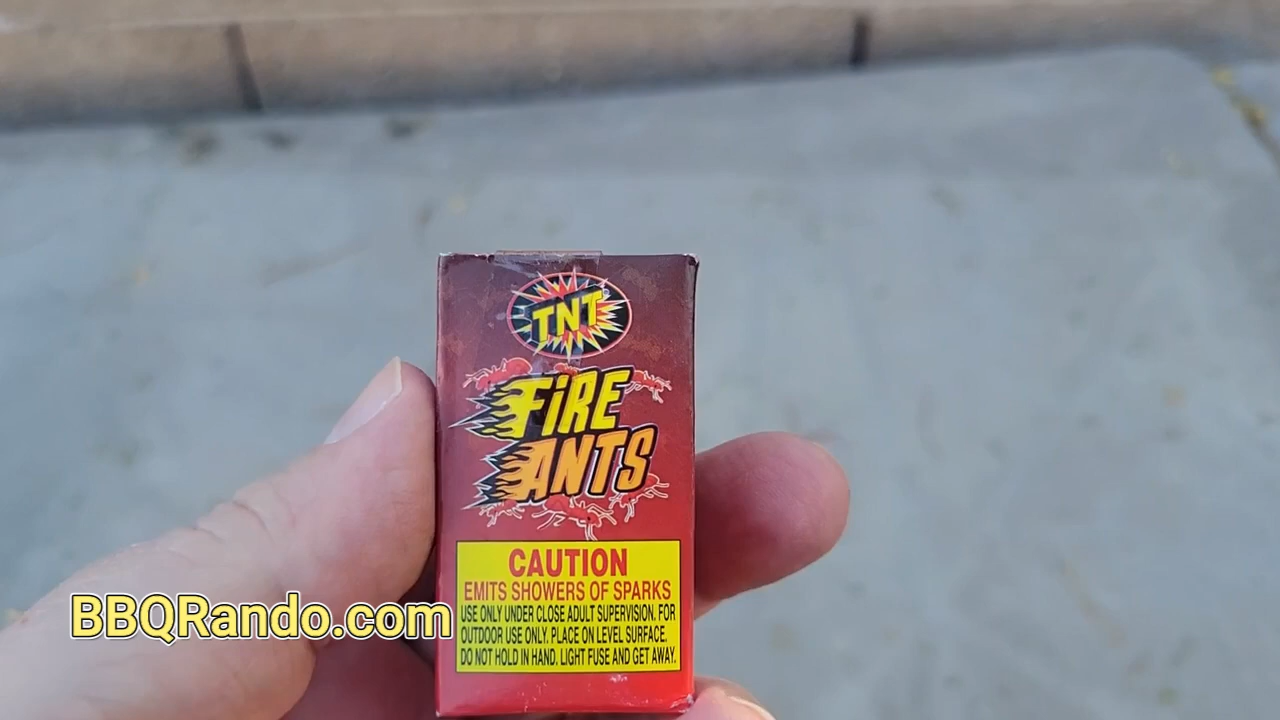 TNT
FiRE
ANTS
CAUTION
EMITS SHOWERS OF SPARKS
USE ONLY UNDER CLOSE ADULT SUPERVISION. FOR
OUTDOOR USE ONLY. PLACE ON LEVEL SURFACE.
DO NOT HOLD IN HAND. LIGHT FUSE AND GET AWAY.
BBQRando.com